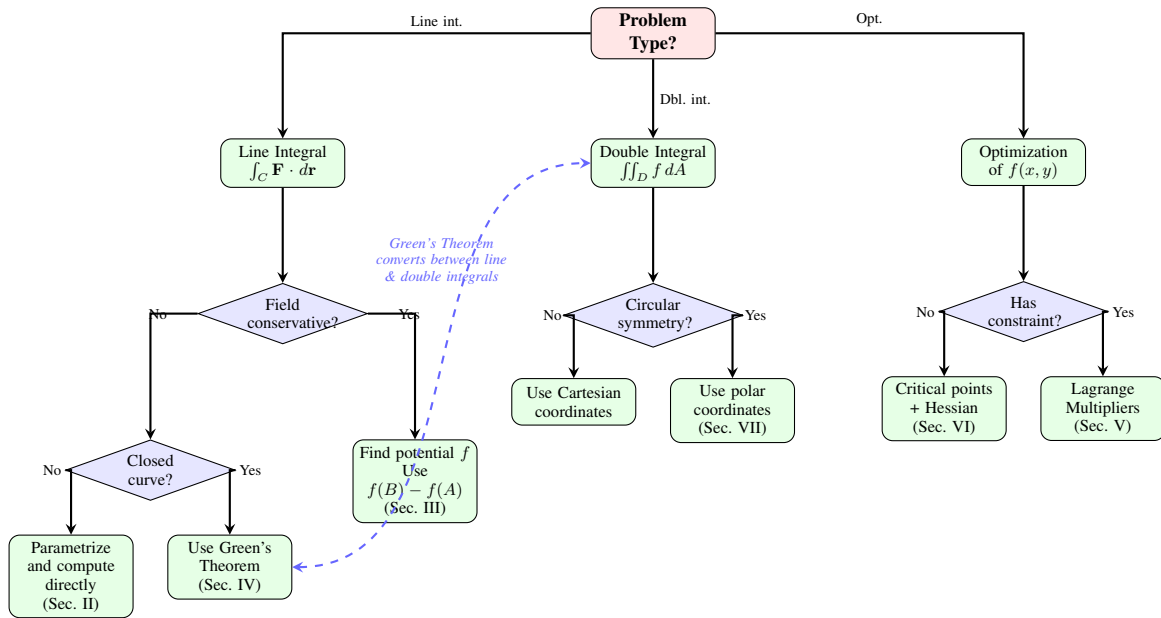 Problem
Type?
Line int.
Opt.
Dbl. int.
Line Integral
∫_C F · dr
Double Integral
∬_D f dA
Optimization
of f(x, y)
Green's Theorem
converts between line
& double integrals
Field
conservative?
No
Yes
Circular
symmetry?
No
Yes
Has
constraint?
No
Yes
Use Cartesian
coordinates
Use polar
coordinates
(Sec. VII)
Critical points
+ Hessian
(Sec. VI)
Lagrange
Multipliers
(Sec. V)
Closed
curve?
No
Yes
Find potential f
Use
f(B) − f(A)
(Sec. III)
Parametrize
and compute
directly
(Sec. II)
Use Green's
Theorem
(Sec. IV)